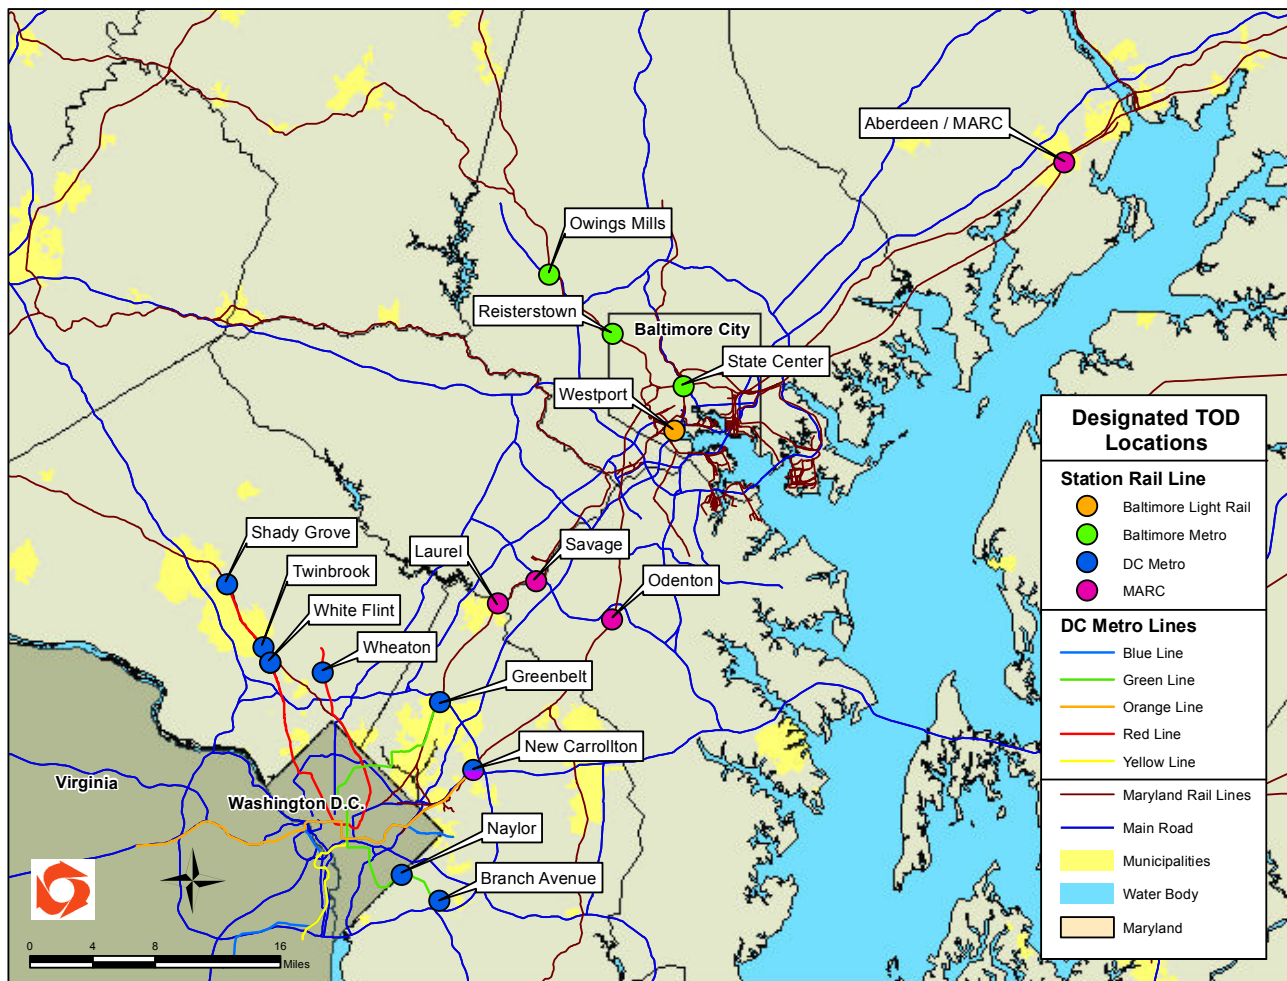 Aberdeen / MARC
Owings Mills
Reisterstown
Baltimore City
State Center
Westport
Shady Grove
Twinbrook
White Flint
Wheaton
Laurel
Savage
Odenton
Greenbelt
New Carrollton
Virginia
Washington D.C.
Naylor
Branch Avenue
0 4 8 16
Miles
Designated TOD
Locations
Station Rail Line
Baltimore Light Rail
Baltimore Metro
DC Metro
MARC
DC Metro Lines
Blue Line
Green Line
Orange Line
Red Line
Yellow Line
Maryland Rail Lines
Main Road
Municipalities
Water Body
Maryland